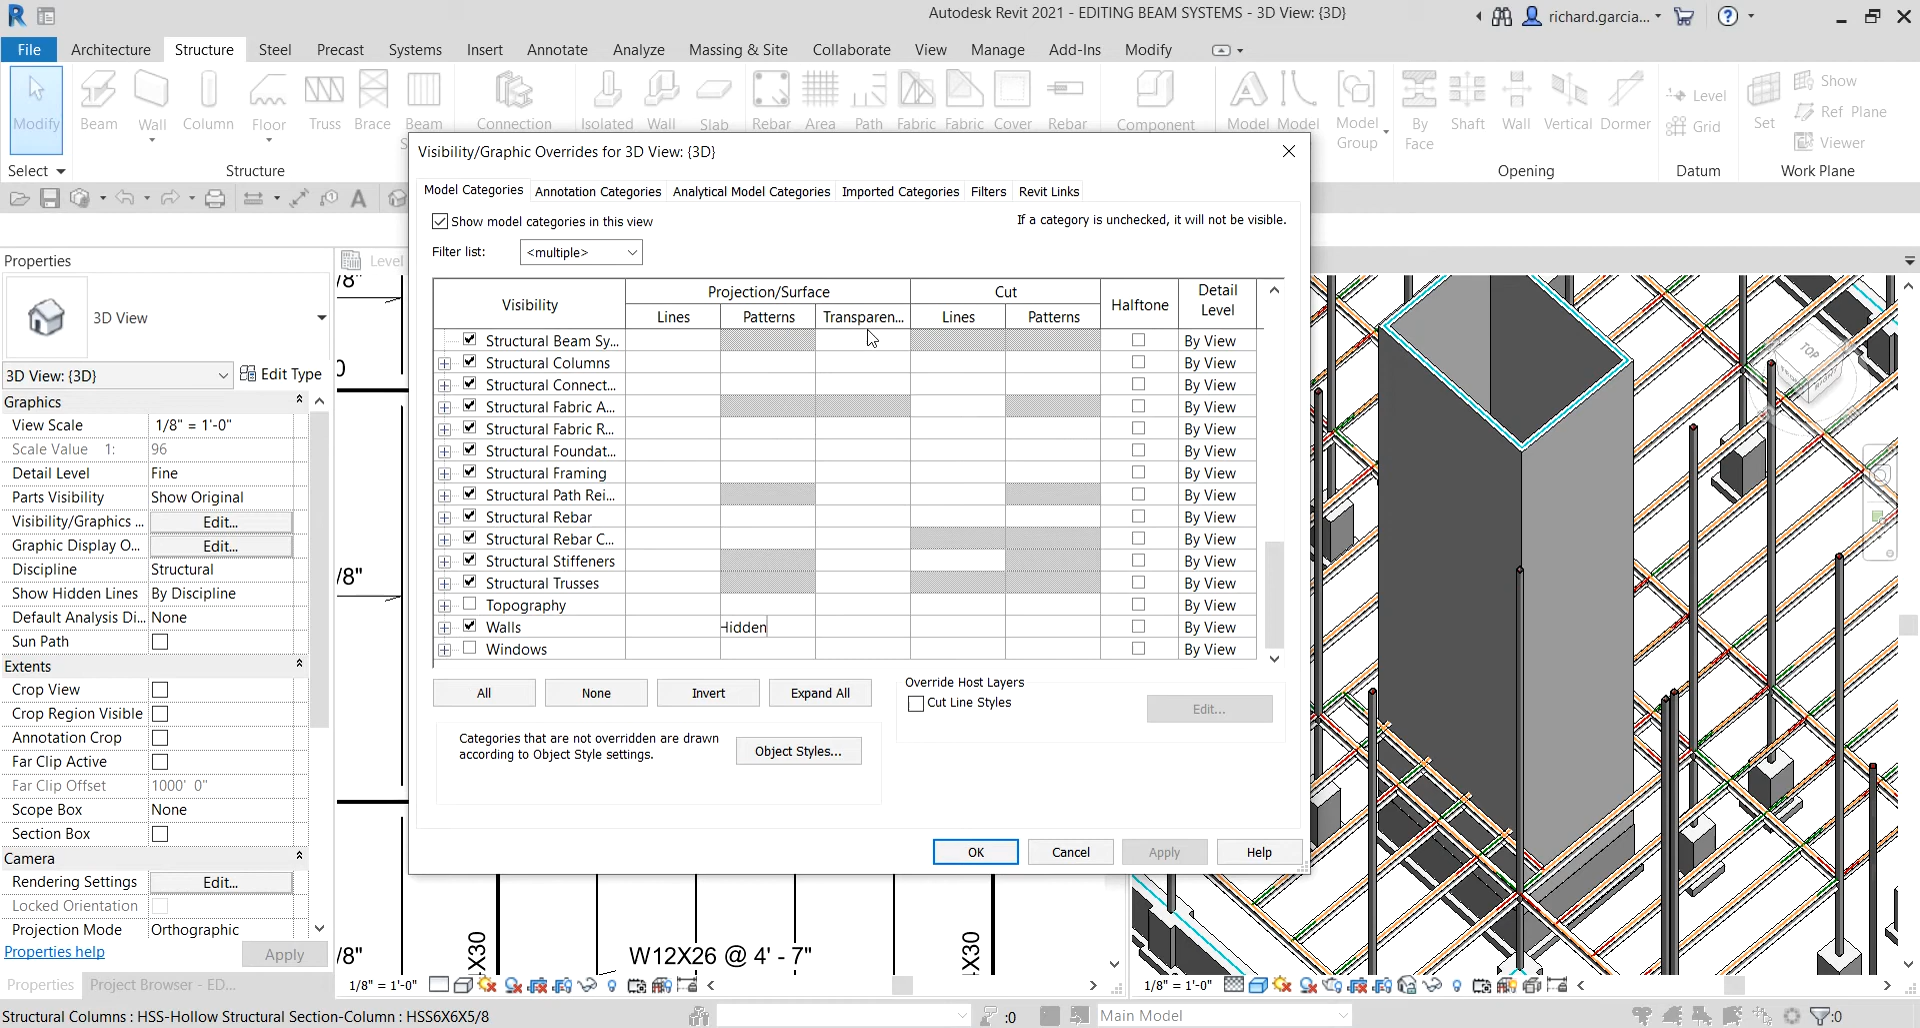 Autodesk Revit 2021 - EDITING BEAM SYSTEMS - 3D View: {3D}
richard.garcia...
File Architecture Structure Steel Precast Systems Insert Annotate Analyze Massing & Site Collaborate View Manage Add-Ins Modify
Modify Beam Wall Column Floor Truss Brace Beam Connection Isolated Wall Slab Rebar Area Path Fabric Fabric Cover Rebar Component Model Model Model Group By Face Shaft Wall Vertical Dormer Level Grid Set Show Ref Plane Viewer
Select Structure Opening Datum Work Plane
Visibility/Graphic Overrides for 3D View: {3D}
Model Categories Annotation Categories Analytical Model Categories Imported Categories Filters Revit Links
Show model categories in this view
If a category is unchecked, it will not be visible.
Filter list: <multiple>
Visibility Projection/Surface Cut Halftone Detail Level
Lines Patterns Transparen... Lines Patterns
Structural Beam Sy... By View
Structural Columns By View
Structural Connect... By View
Structural Fabric A... By View
Structural Fabric R... By View
Structural Foundat... By View
Structural Framing By View
Structural Path Rei... By View
Structural Rebar By View
Structural Rebar C... By View
Structural Stiffeners By View
Structural Trusses By View
Topography By View
Walls Hidden By View
Windows By View
All None Invert Expand All
Override Host Layers
Cut Line Styles
Edit...
Categories that are not overridden are drawn
according to Object Style settings.
Object Styles...
OK Cancel Apply Help
Properties
3D View
3D View: {3D} Edit Type
Graphics
View Scale 1/8" = 1'-0"
Scale Value 1: 96
Detail Level Fine
Parts Visibility Show Original
Visibility/Graphics ... Edit...
Graphic Display O... Edit...
Discipline Structural
Show Hidden Lines By Discipline
Default Analysis Di... None
Sun Path
Extents
Crop View
Crop Region Visible
Annotation Crop
Far Clip Active
Far Clip Offset 1000' 0"
Scope Box None
Section Box
Camera
Rendering Settings Edit...
Locked Orientation
Projection Mode Orthographic
Properties help Apply
Properties Project Browser - ED...
Level
/8"
0
/8"
/8"
X30
W12X26 @ 4' - 7"
X30
TOP
RIGHT
1/8" = 1'-0"
1/8" = 1'-0"
Structural Columns : HSS-Hollow Structural Section-Column : HSS6X6X5/8
:0
Main Model
:0